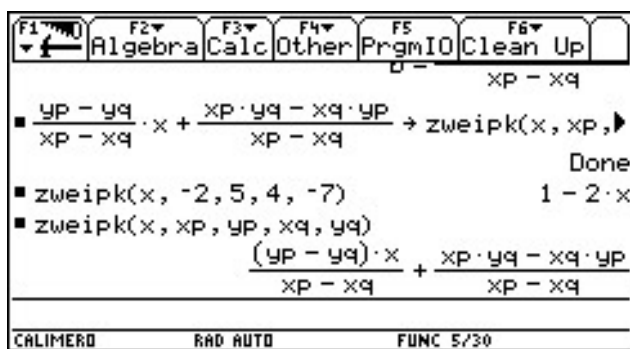 F1 F2 F3 F4 F5 F6
Algebra Calc Other PrgmIO Clean Up
xp - xq
▪ yp - yq / xp - xq · x + xp · yq - xq · yp / xp - xq → zweipk(x, xp,▶
Done
▪ zweipk(x, -2, 5, 4, -7) 1 - 2 · x
▪ zweipk(x, xp, yp, xq, yq)
(yp - yq) · x / xp - xq + xp · yq - xq · yp / xp - xq
CALIMERO RAD AUTO FUNC 5/30